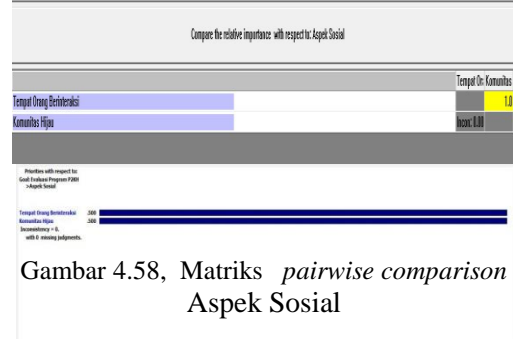 Compare the relative importance with respect to: Aspek Sosial
Tempat Or Komunitas
Tempat Orang Berinteraksi 1.0
Komunitas Hijau Incon: 0.00
Priorities with respect to:
Goal: Evaluasi Program P2KH
>Aspek Sosial
Tempat Orang Berinteraksi .500
Komunitas Hijau .500
Inconsistency = 0.
with 0 missing judgments.
Gambar 4.58, Matriks pairwise comparison
Aspek Sosial